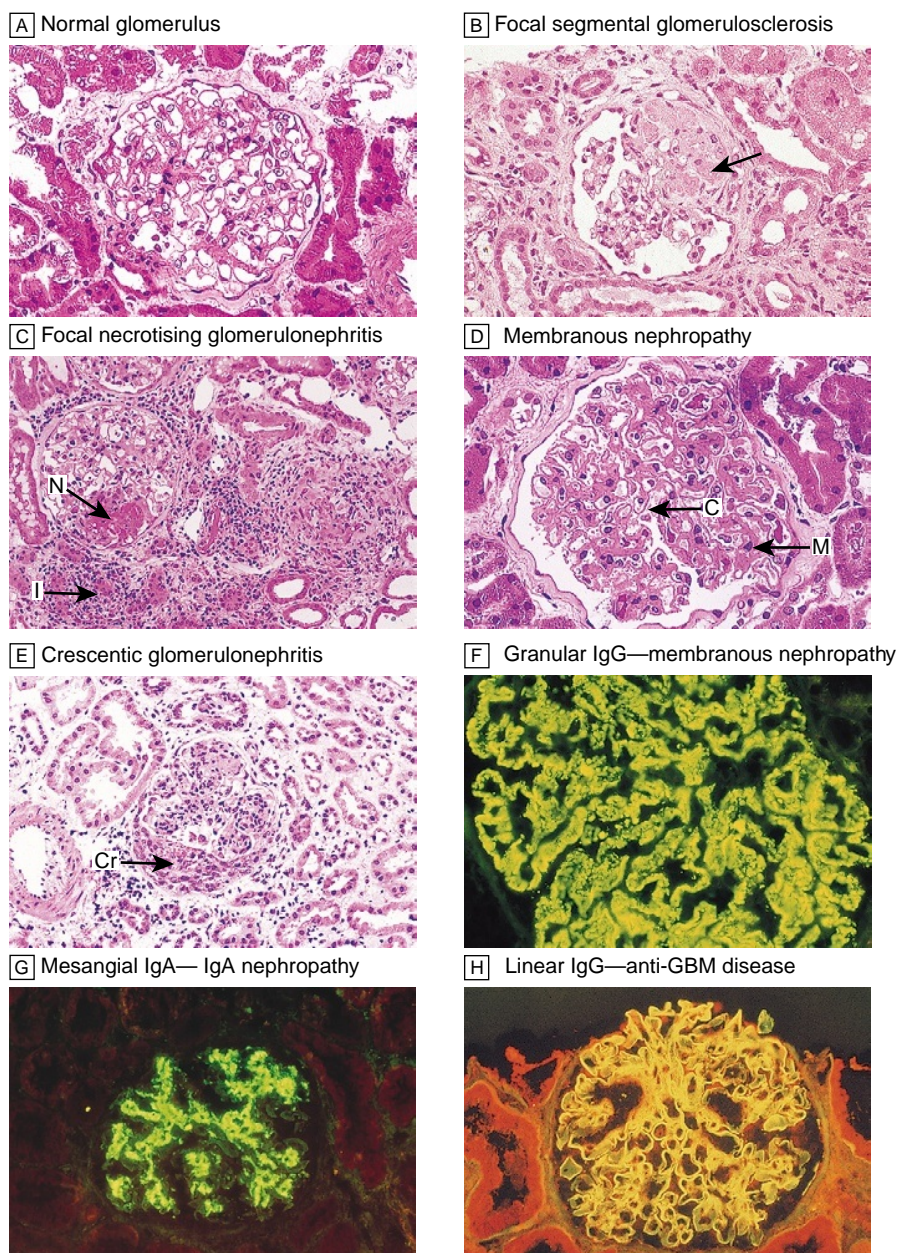 A Normal glomerulus
B Focal segmental glomerulosclerosis
C Focal necrotising glomerulonephritis
D Membranous nephropathy
N
I
C
M
E Crescentic glomerulonephritis
F Granular IgG—membranous nephropathy
Cr
G Mesangial IgA— IgA nephropathy
H Linear IgG—anti-GBM disease